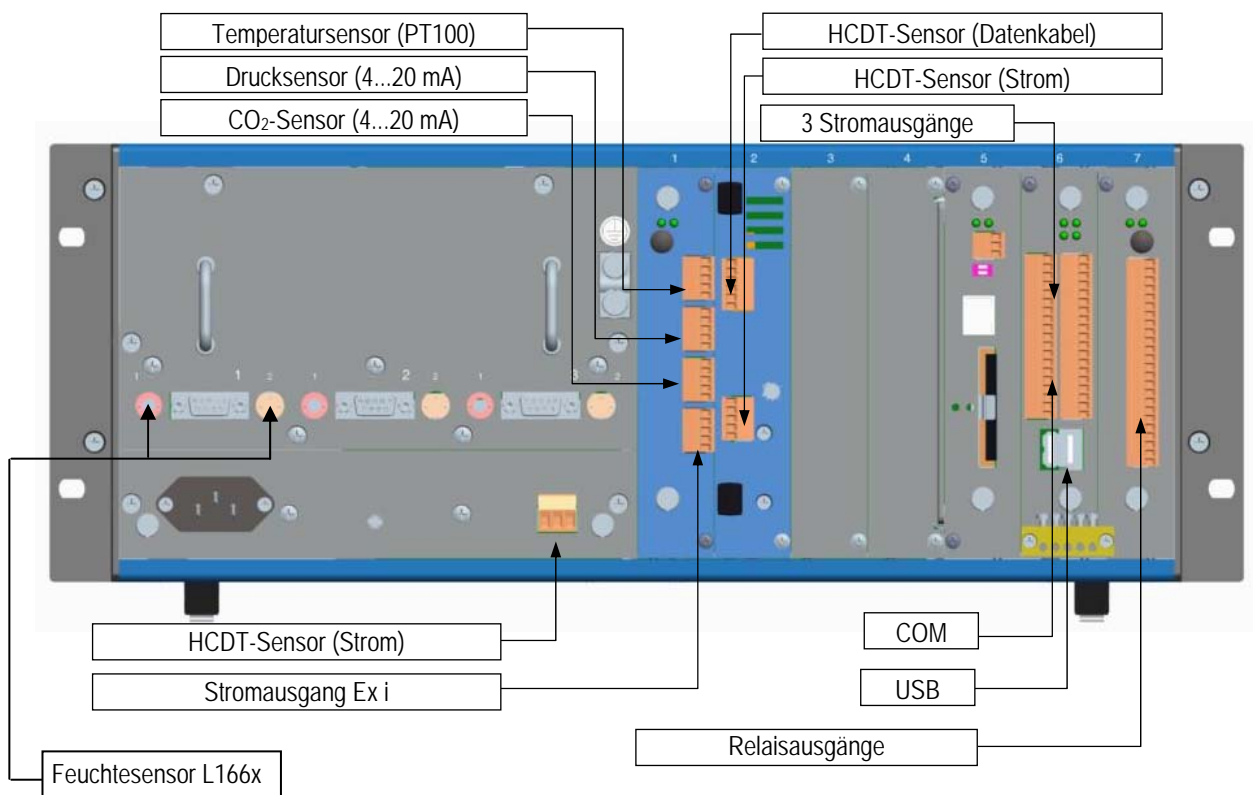 Temperatursensor (PT100)
HCDT-Sensor (Datenkabel)
Drucksensor (4...20 mA)
HCDT-Sensor (Strom)
CO2-Sensor (4...20 mA)
3 Stromausgänge
1 2 3 4 5 6 7
1 1 2 1 2 2 1 3 2
HCDT-Sensor (Strom)
COM
Stromausgang Ex i
USB
Relaisausgänge
Feuchtesensor L166x